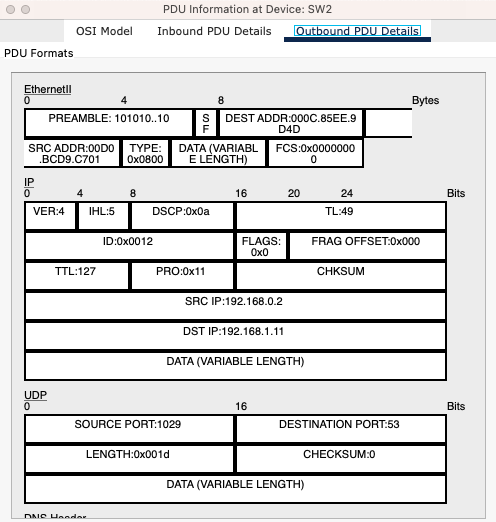 PDU Information at Device: SW2
OSI Model Inbound PDU Details Outbound PDU Details
PDU Formats
EthernetII
0 4 8 Bytes
PREAMBLE: 101010..10 S F DEST ADDR:000C.85EE.9D4D
SRC ADDR:00D0.BCD9.C701 TYPE:0x0800 DATA (VARIABLE LENGTH) FCS:0x00000000
IP
0 4 8 16 20 24 Bits
VER:4 IHL:5 DSCP:0x0a TL:49
ID:0x0012 FLAGS:0x0 FRAG OFFSET:0x000
TTL:127 PRO:0x11 CHKSUM
SRC IP:192.168.0.2
DST IP:192.168.1.11
DATA (VARIABLE LENGTH)
UDP
0 16 Bits
SOURCE PORT:1029 DESTINATION PORT:53
LENGTH:0x001d CHECKSUM:0
DATA (VARIABLE LENGTH)
DNS Header